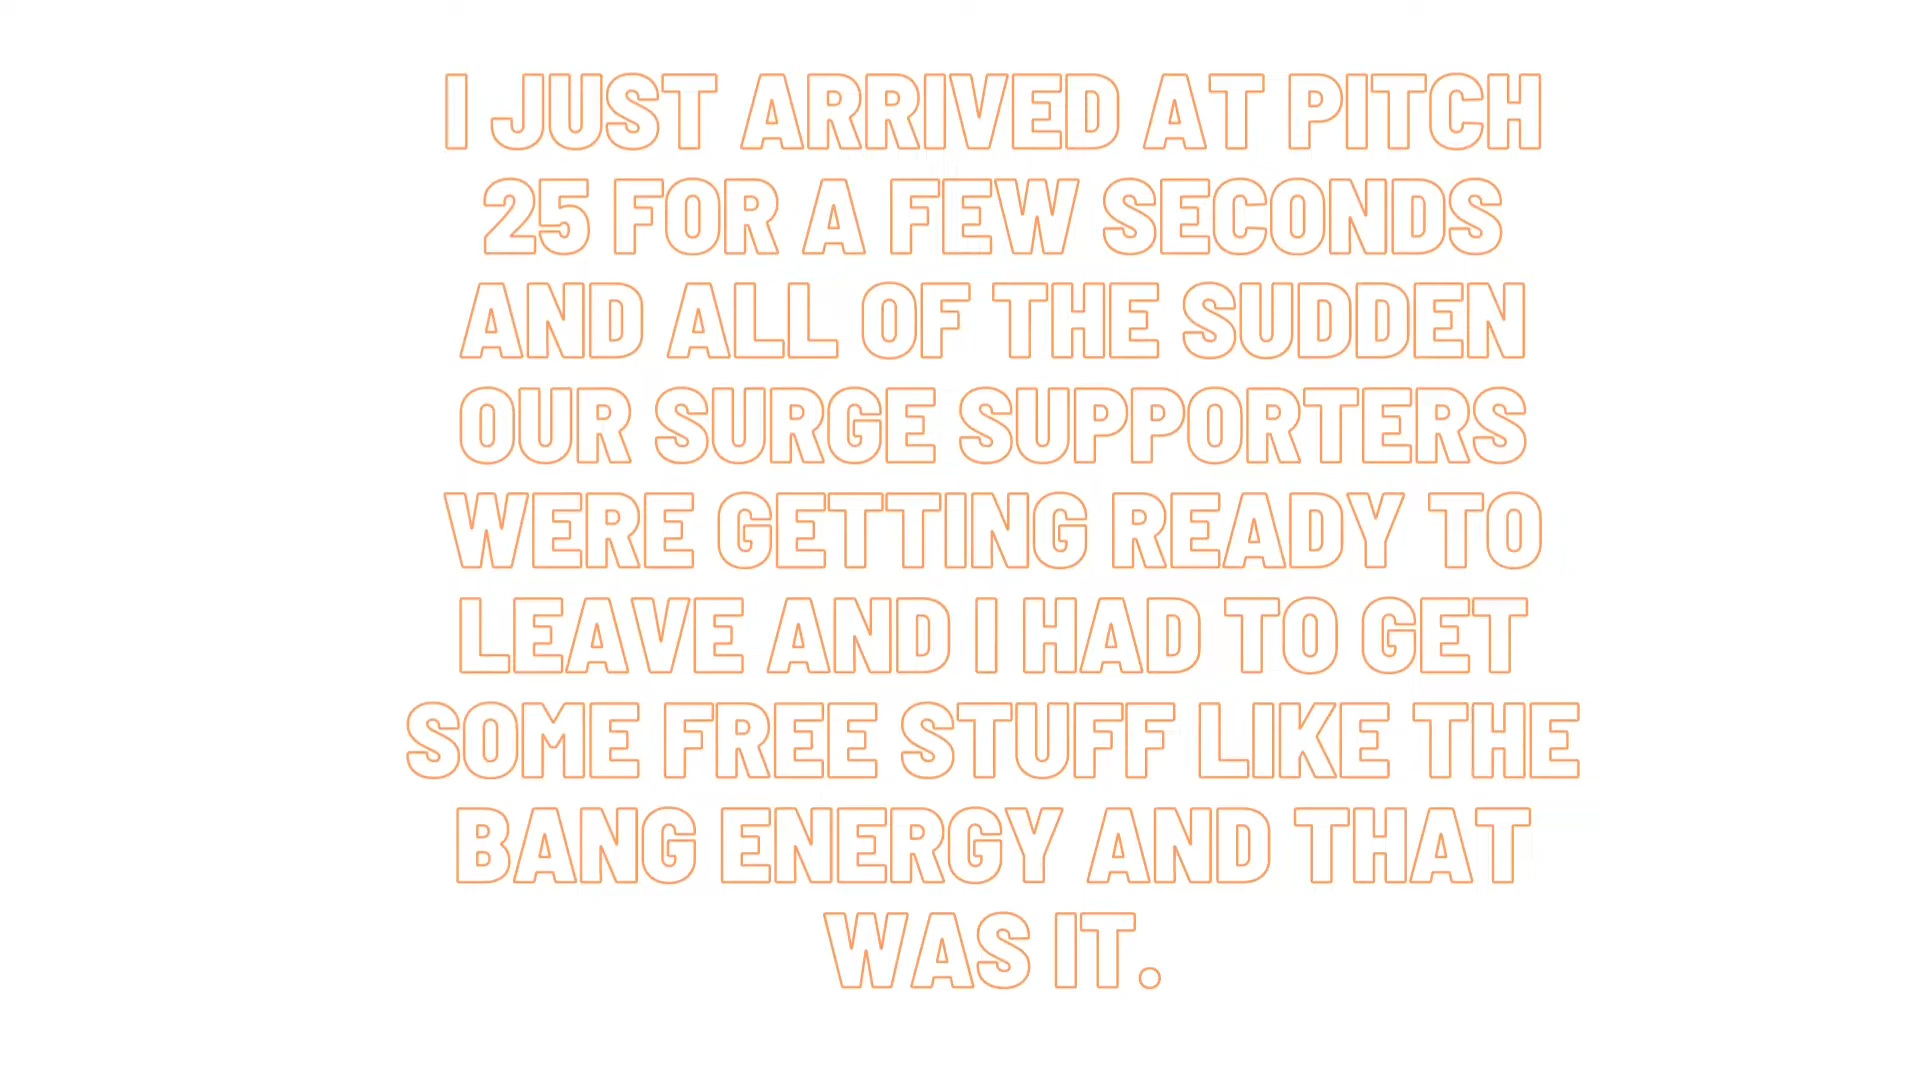 I JUST ARRIVED AT PITCH
25 FOR A FEW SECONDS
AND ALL OF THE SUDDEN
OUR SURGE SUPPORTERS
WERE GETTING READY TO
LEAVE AND I HAD TO GET
SOME FREE STUFF LIKE THE
BANG ENERGY AND THAT
WAS IT.